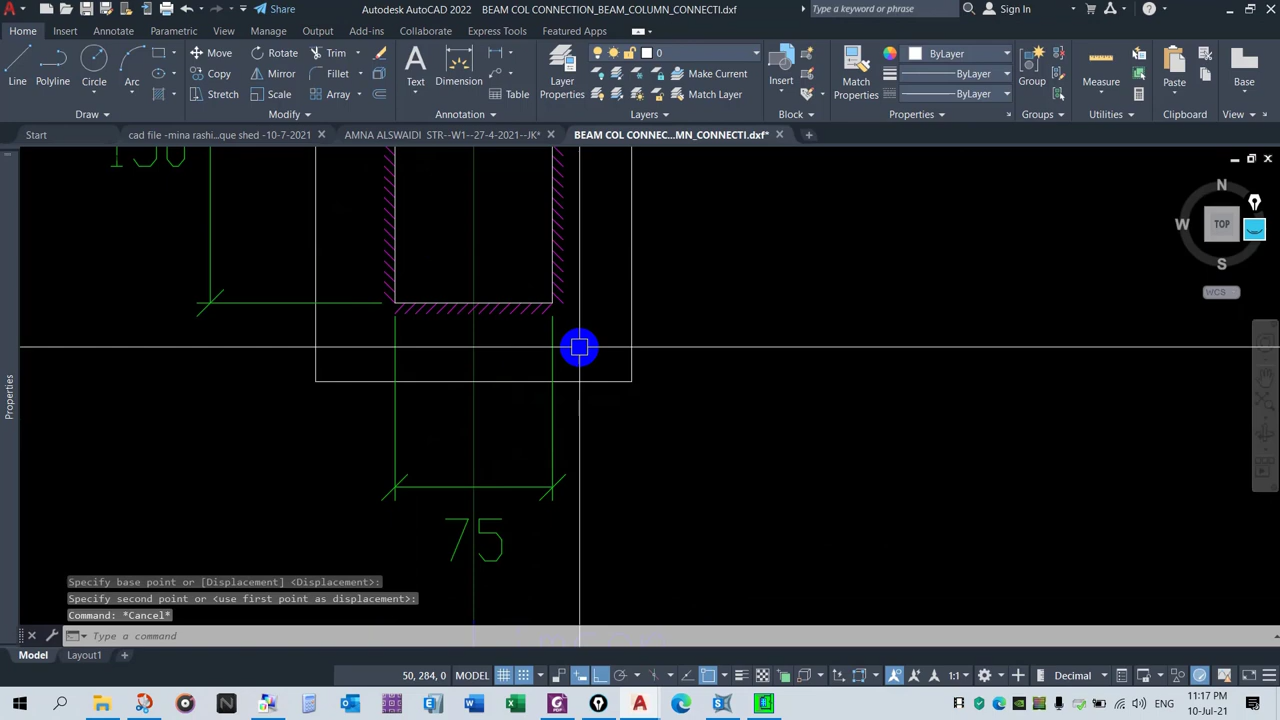 Share
Autodesk AutoCAD 2022 BEAM COL CONNECTION_BEAM_COLUMN_CONNECTI.dxf
Type a keyword or phrase
Sign In
Home Insert Annotate Parametric View Manage Output Add-ins Collaborate Express Tools Featured Apps
Line Polyline Circle Arc
Move Rotate Trim
Copy Mirror Fillet
Stretch Scale Array
Text Dimension Table
Layer Properties
0
Make Current
Match Layer
Insert
Match Properties
ByLayer
ByLayer
ByLayer
Group
Measure
Paste
Base
Draw Modify Annotation Layers Block Properties Groups Utilities Clipboard View
Start cad file -mina rashi...que shed -10-7-2021 AMNA ALSWAIDI STR--W1--27-4-2021--JK* BEAM COL CONNEC...MN_CONNECTI.dxf*
N
W TOP
S
WCS
Properties
75
Specify base point or [Displacement] <Displacement>:
Specify second point or <use first point as displacement>:
Command: *Cancel*
Type a command
Model Layout1
50, 284, 0 MODEL 1:1 Decimal
ENG
11:17 PM
10-Jul-21